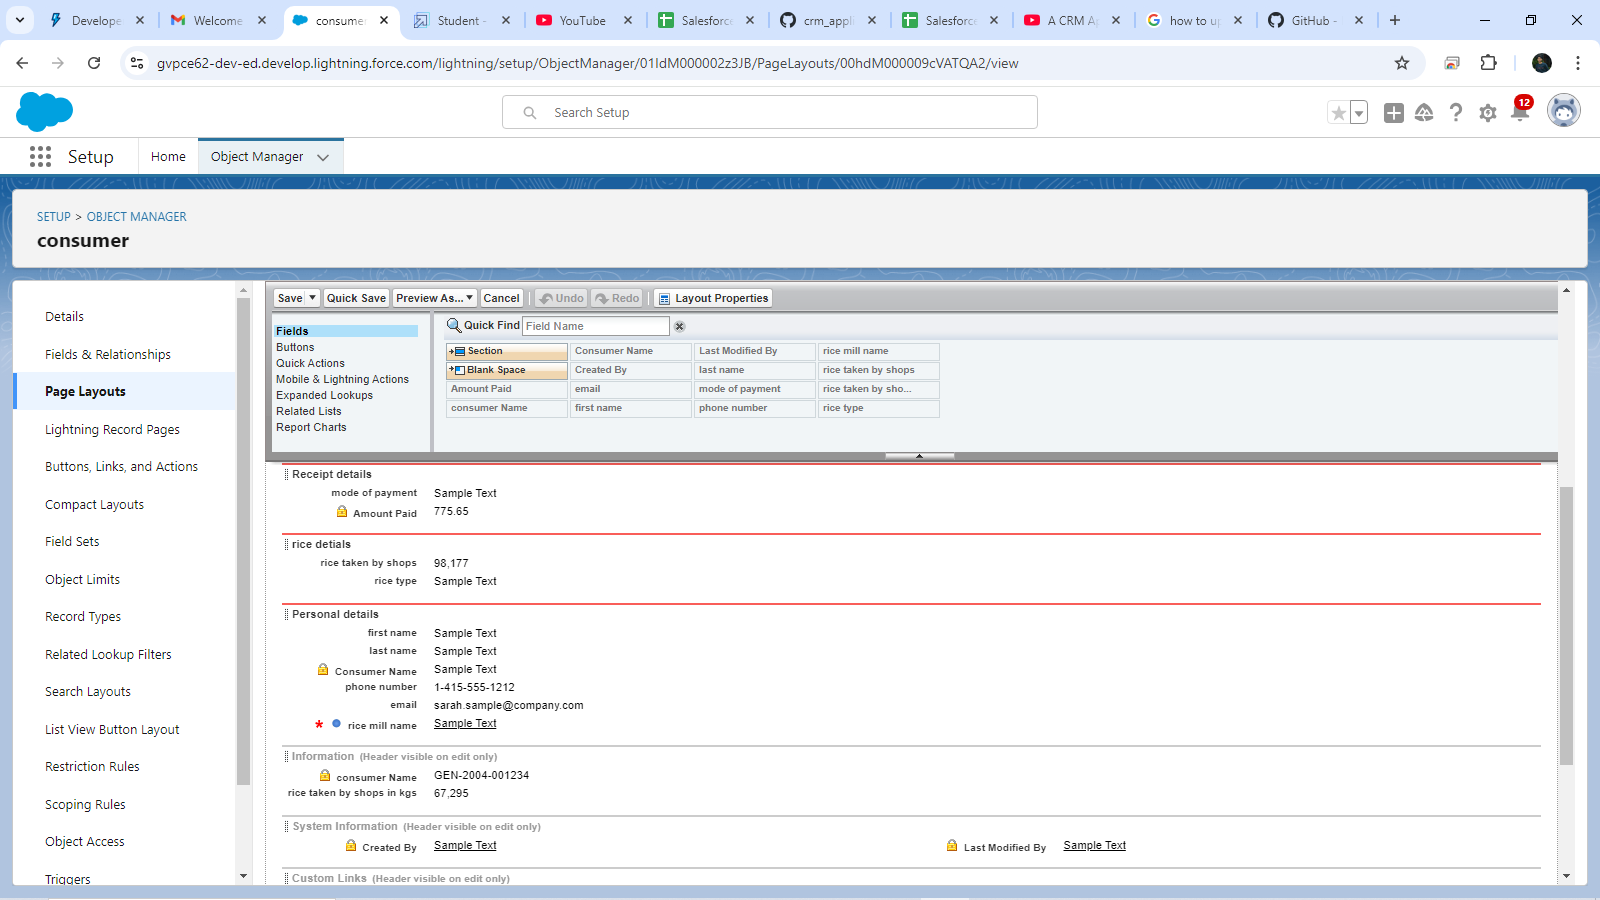 Develope
Welcome
consumer
Student -
YouTube
Salesforce
crm_appli
Salesforce
A CRM Ap
how to up
GitHub -
gvpce62-dev-ed.develop.lightning.force.com/lightning/setup/ObjectManager/01IdM000002z3JB/PageLayouts/00hdM000009cVATQA2/view
Search Setup
12
Setup
Home
Object Manager
SETUP > OBJECT MANAGER
consumer
Details
Fields & Relationships
Page Layouts
Lightning Record Pages
Buttons, Links, and Actions
Compact Layouts
Field Sets
Object Limits
Record Types
Related Lookup Filters
Search Layouts
List View Button Layout
Restriction Rules
Scoping Rules
Object Access
Triggers
Save Quick Save Preview As... Cancel Undo Redo Layout Properties
Fields
Buttons
Quick Actions
Mobile & Lightning Actions
Expanded Lookups
Related Lists
Report Charts
Quick Find Field Name
Section Consumer Name Last Modified By rice mill name
Blank Space Created By last name rice taken by shops
Amount Paid email mode of payment rice taken by sho...
consumer Name first name phone number rice type
Receipt details
mode of payment Sample Text
Amount Paid 775.65
rice detials
rice taken by shops 98,177
rice type Sample Text
Personal details
first name Sample Text
last name Sample Text
Consumer Name Sample Text
phone number 1-415-555-1212
email sarah.sample@company.com
* rice mill name Sample Text
Information (Header visible on edit only)
consumer Name GEN-2004-001234
rice taken by shops in kgs 67,295
System Information (Header visible on edit only)
Created By Sample Text Last Modified By Sample Text
Custom Links (Header visible on edit only)